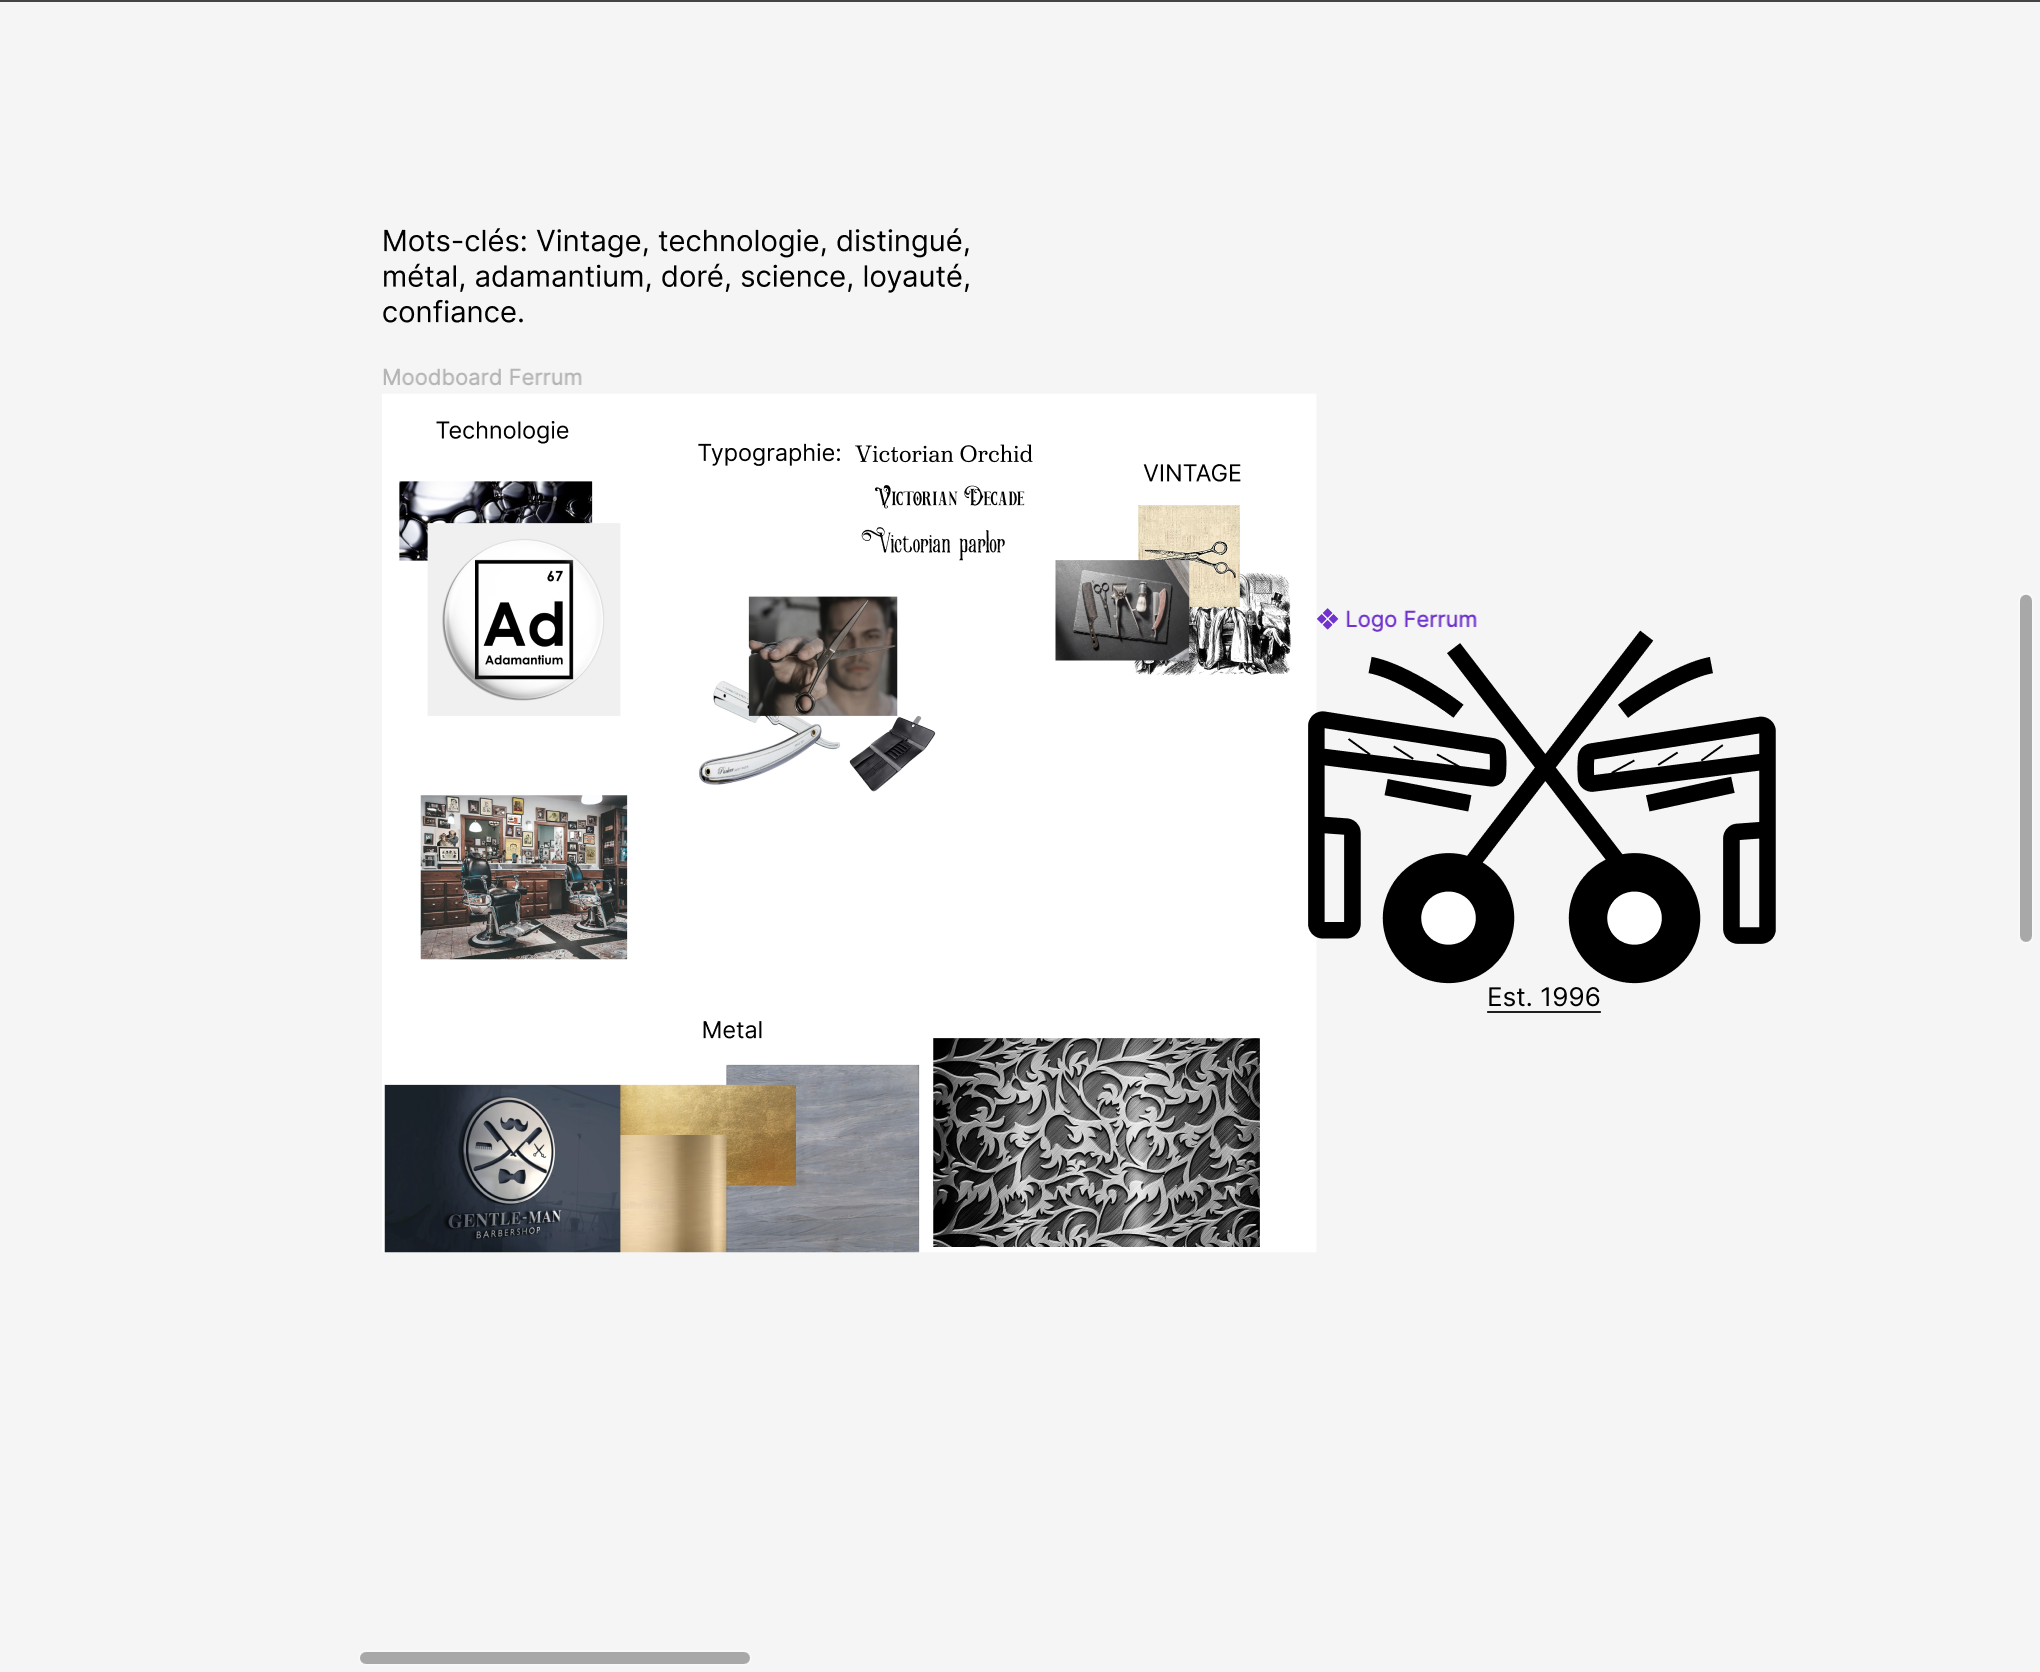 Mots-clés: Vintage, technologie, distingué,
métal, adamantium, doré, science, loyauté,
confiance.
Moodboard Ferrum
Technologie
Typographie: Victorian Orchid
Victorian Decade
Victorian parlor
VINTAGE
67
Ad
Adamantium
Logo Ferrum
Est. 1996
Metal
GENTLE-MAN
BARBERSHOP